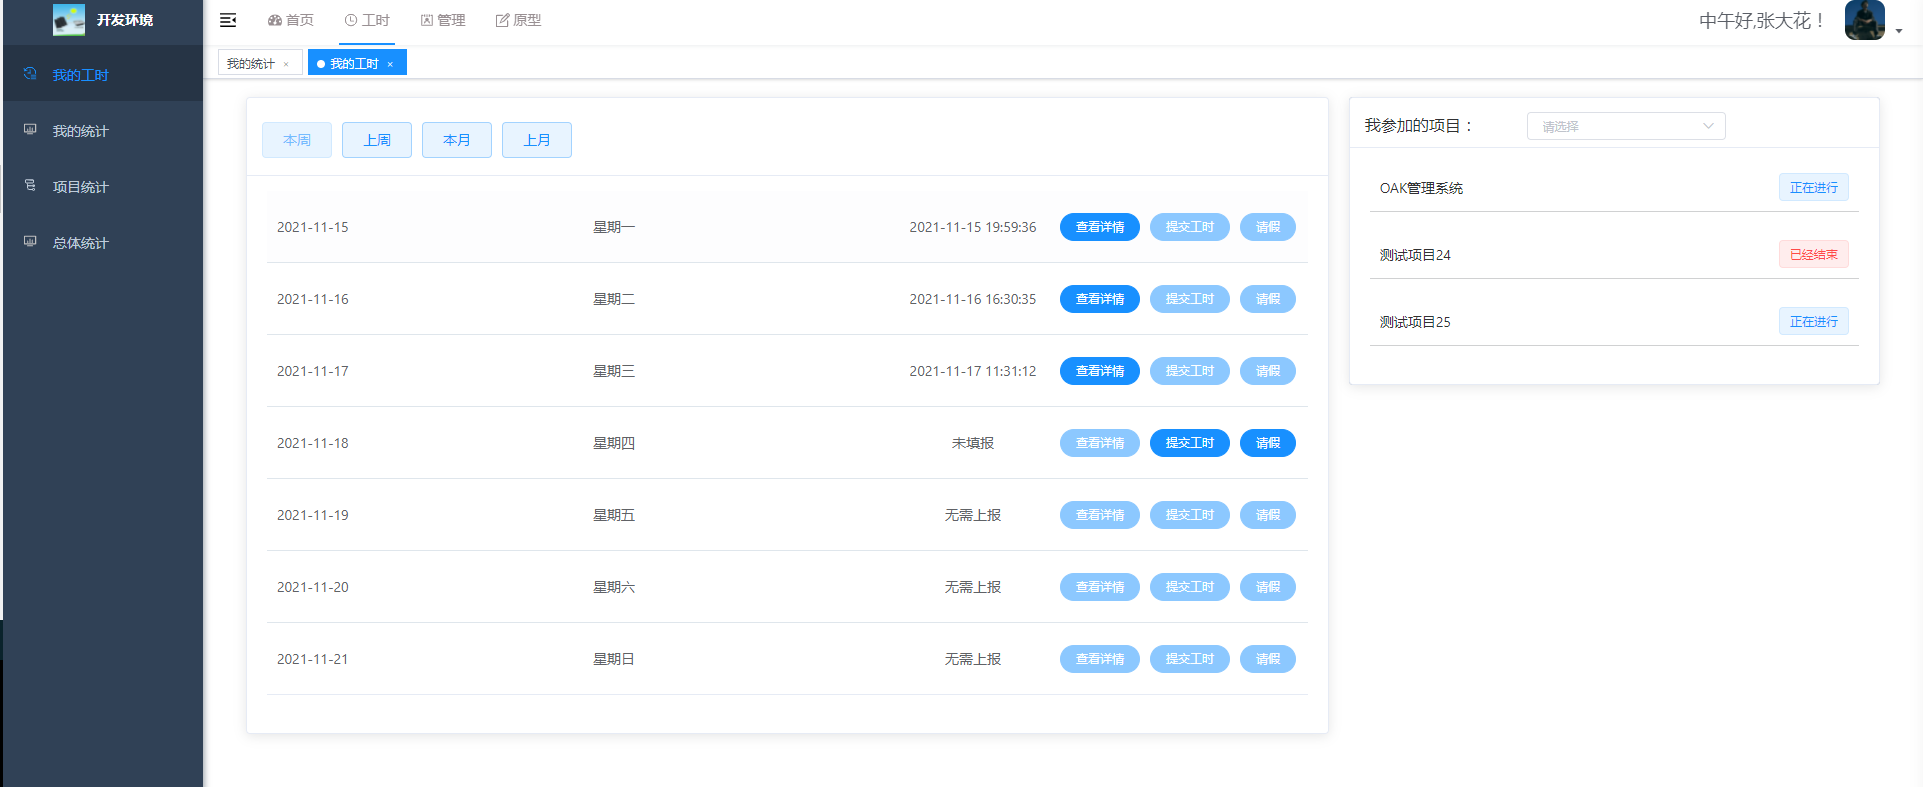 开发环境
首页 工时 管理 原型
中午好,张大花！
我的统计 × 我的工时 ×
我的工时
我的统计
项目统计
总体统计
本周 上周 本月 上月
2021-11-15 星期一 2021-11-15 19:59:36 查看详情 提交工时 请假
2021-11-16 星期二 2021-11-16 16:30:35 查看详情 提交工时 请假
2021-11-17 星期三 2021-11-17 11:31:12 查看详情 提交工时 请假
2021-11-18 星期四 未填报 查看详情 提交工时 请假
2021-11-19 星期五 无需上报 查看详情 提交工时 请假
2021-11-20 星期六 无需上报 查看详情 提交工时 请假
2021-11-21 星期日 无需上报 查看详情 提交工时 请假
我参加的项目： 请选择
OAK管理系统 正在进行
测试项目24 已经结束
测试项目25 正在进行